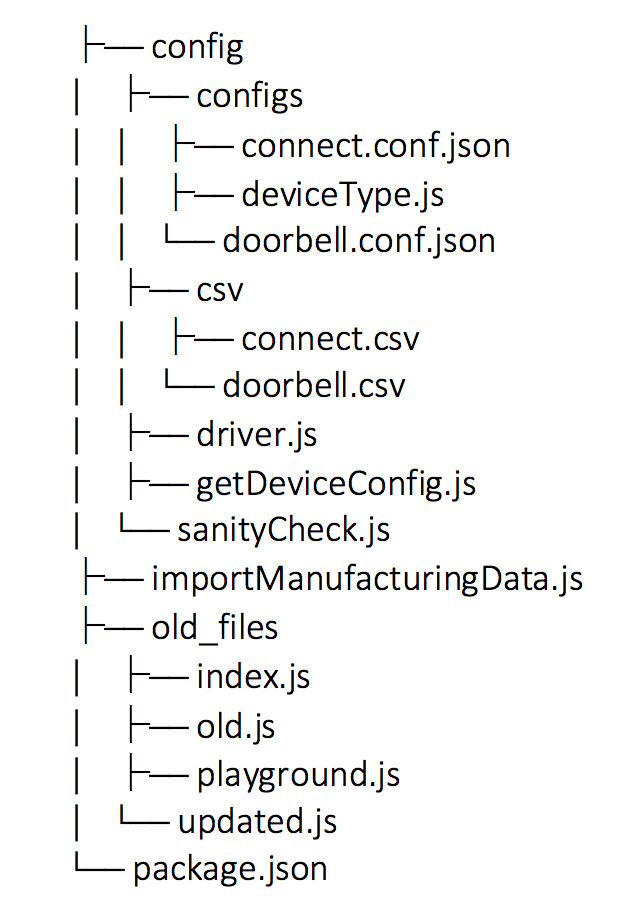 ├── config
│   ├── configs
│   │   ├── connect.conf.json
│   │   ├── deviceType.js
│   │   └── doorbell.conf.json
│   ├── csv
│   │   ├── connect.csv
│   │   └── doorbell.csv
│   ├── driver.js
│   ├── getDeviceConfig.js
│   └── sanityCheck.js
├── importManufacturingData.js
├── old_files
│   ├── index.js
│   ├── old.js
│   ├── playground.js
│   └── updated.js
└── package.json